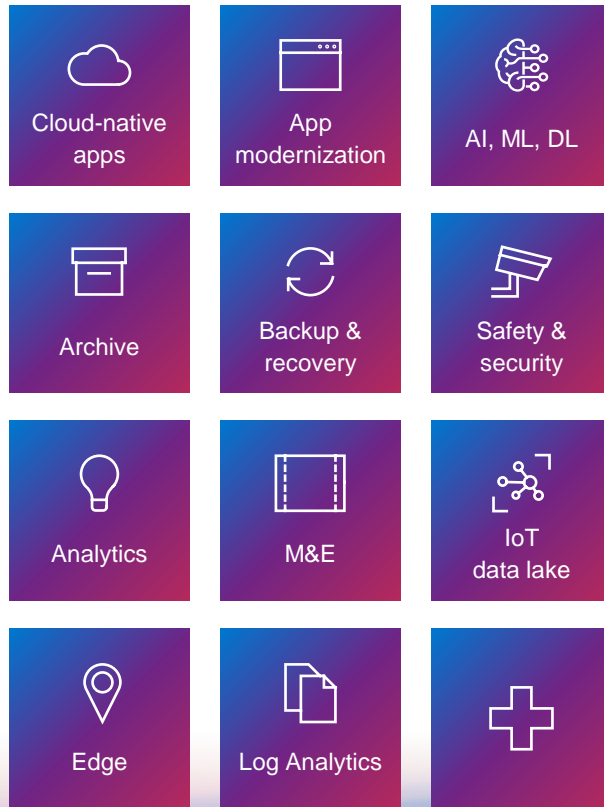 Cloud-native
apps
App
modernization
AI, ML, DL
Archive
Backup &
recovery
Safety &
security
Analytics
M&E
IoT
data lake
Edge
Log Analytics